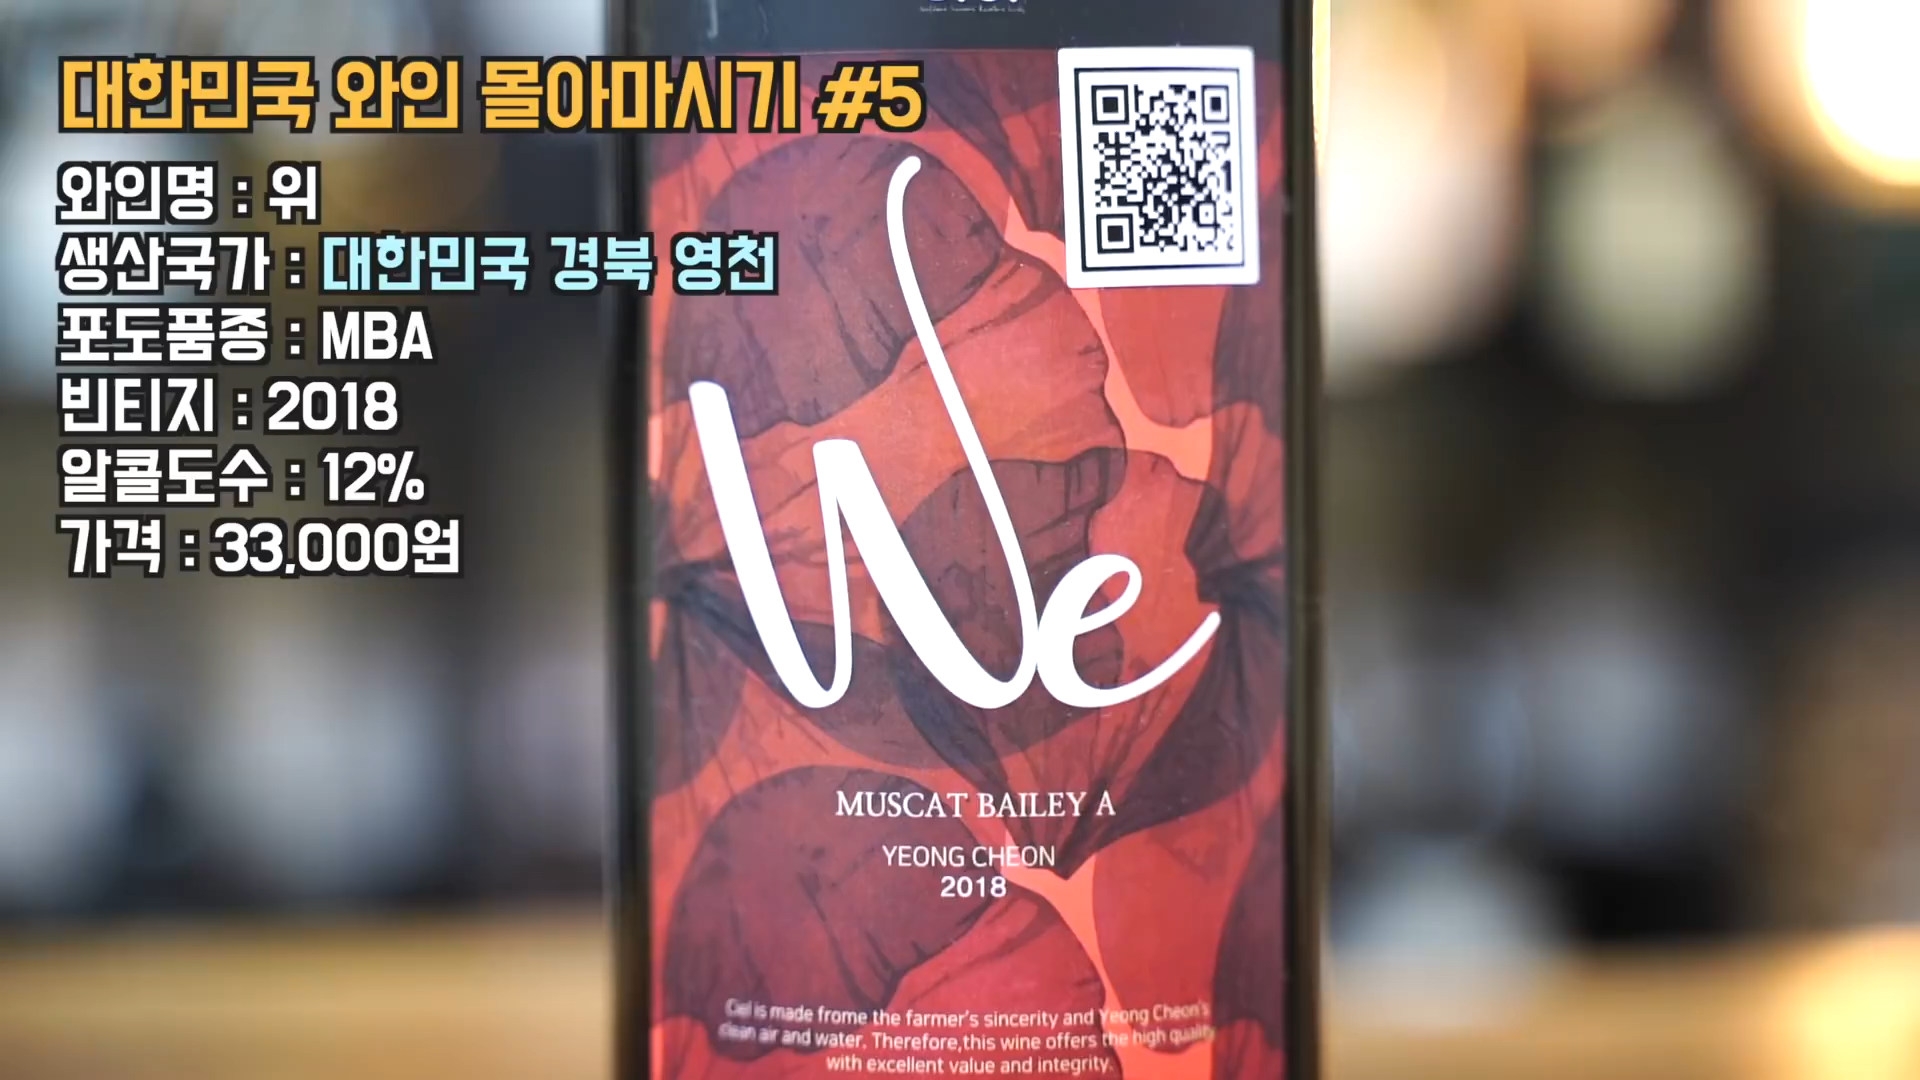 대한민국 와인 몰아마시기 #5
와인명 : 위
생산국가 : 대한민국 경북 영천
포도품종 : MBA
빈티지 : 2018
알콜도수 : 12%
가격 : 33,000원
We
MUSCAT BAILEY A
YEONG CHEON
2018
Ciel is made frome the farmer's sincerity and Yeong Cheon's
clean air and water. Therefore,this wine offers the high quality
with excellent value and integrity.